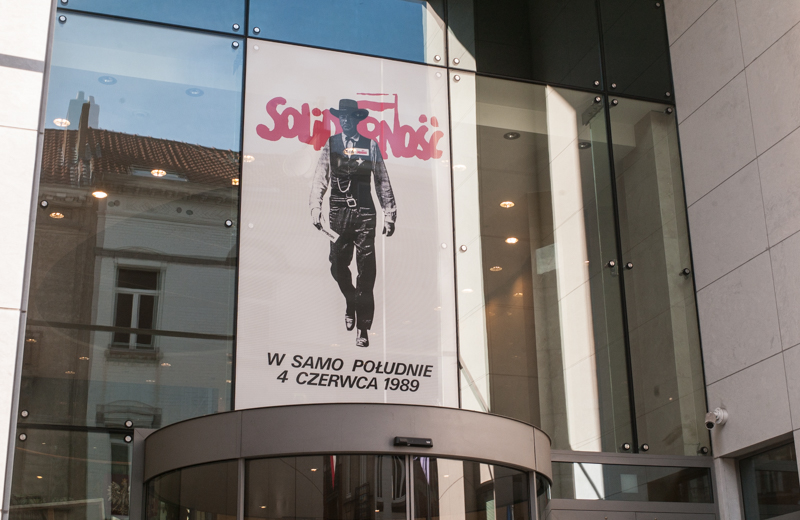 Solidarność
W SAMO POŁUDNIE
4 CZERWCA 1989